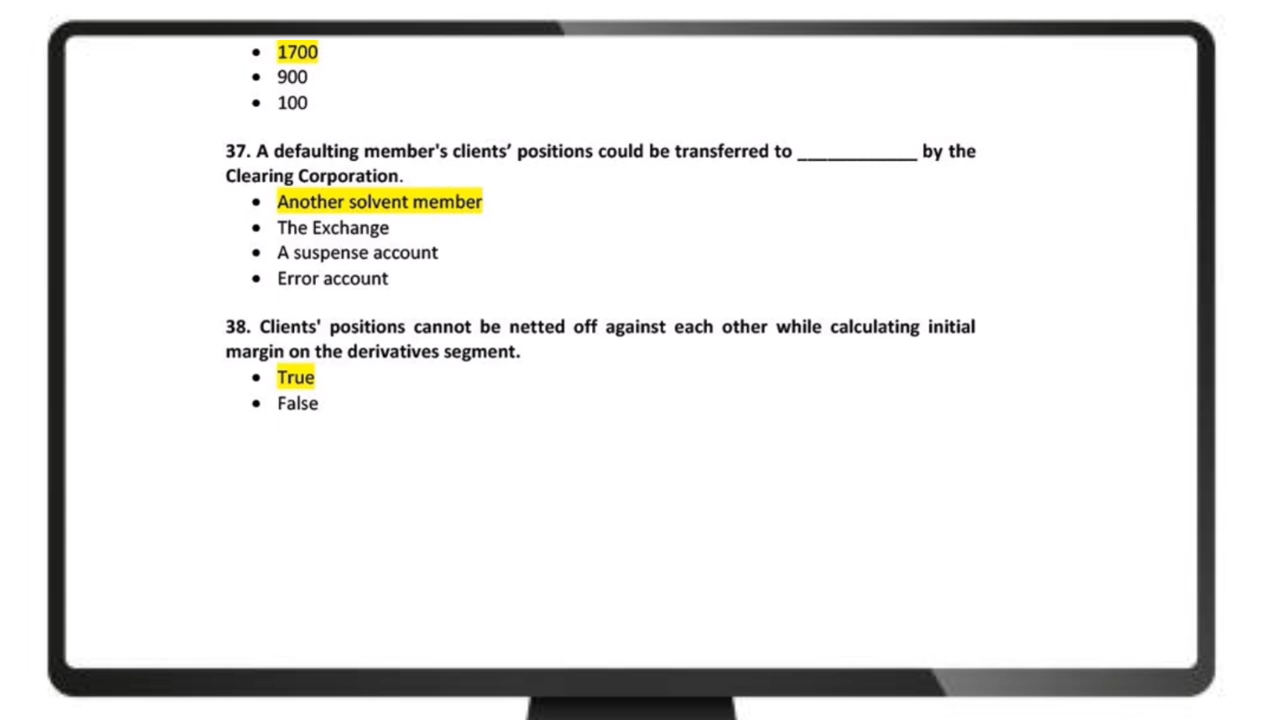 • 1700
• 900
• 100
37. A defaulting member's clients’ positions could be transferred to ____________ by the
Clearing Corporation.
• Another solvent member
• The Exchange
• A suspense account
• Error account
38. Clients' positions cannot be netted off against each other while calculating initial
margin on the derivatives segment.
• True
• False